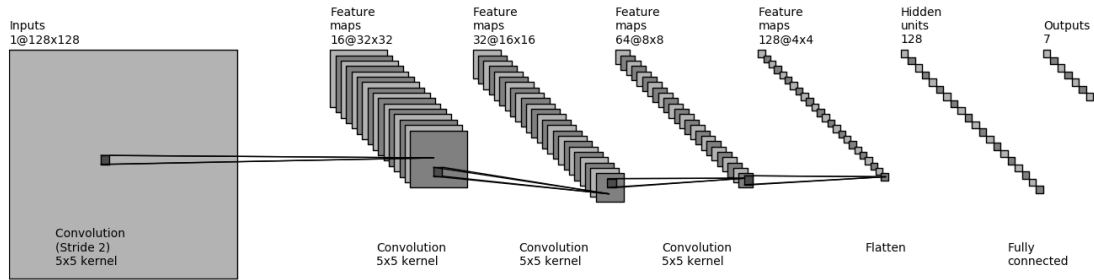 Inputs
1@128x128
Feature
maps
16@32x32
Feature
maps
32@16x16
Feature
maps
64@8x8
Feature
maps
128@4x4
Hidden
units
128
Outputs
7
Convolution
(Stride 2)
5x5 kernel
Convolution
5x5 kernel
Convolution
5x5 kernel
Convolution
5x5 kernel
Flatten
Fully
connected